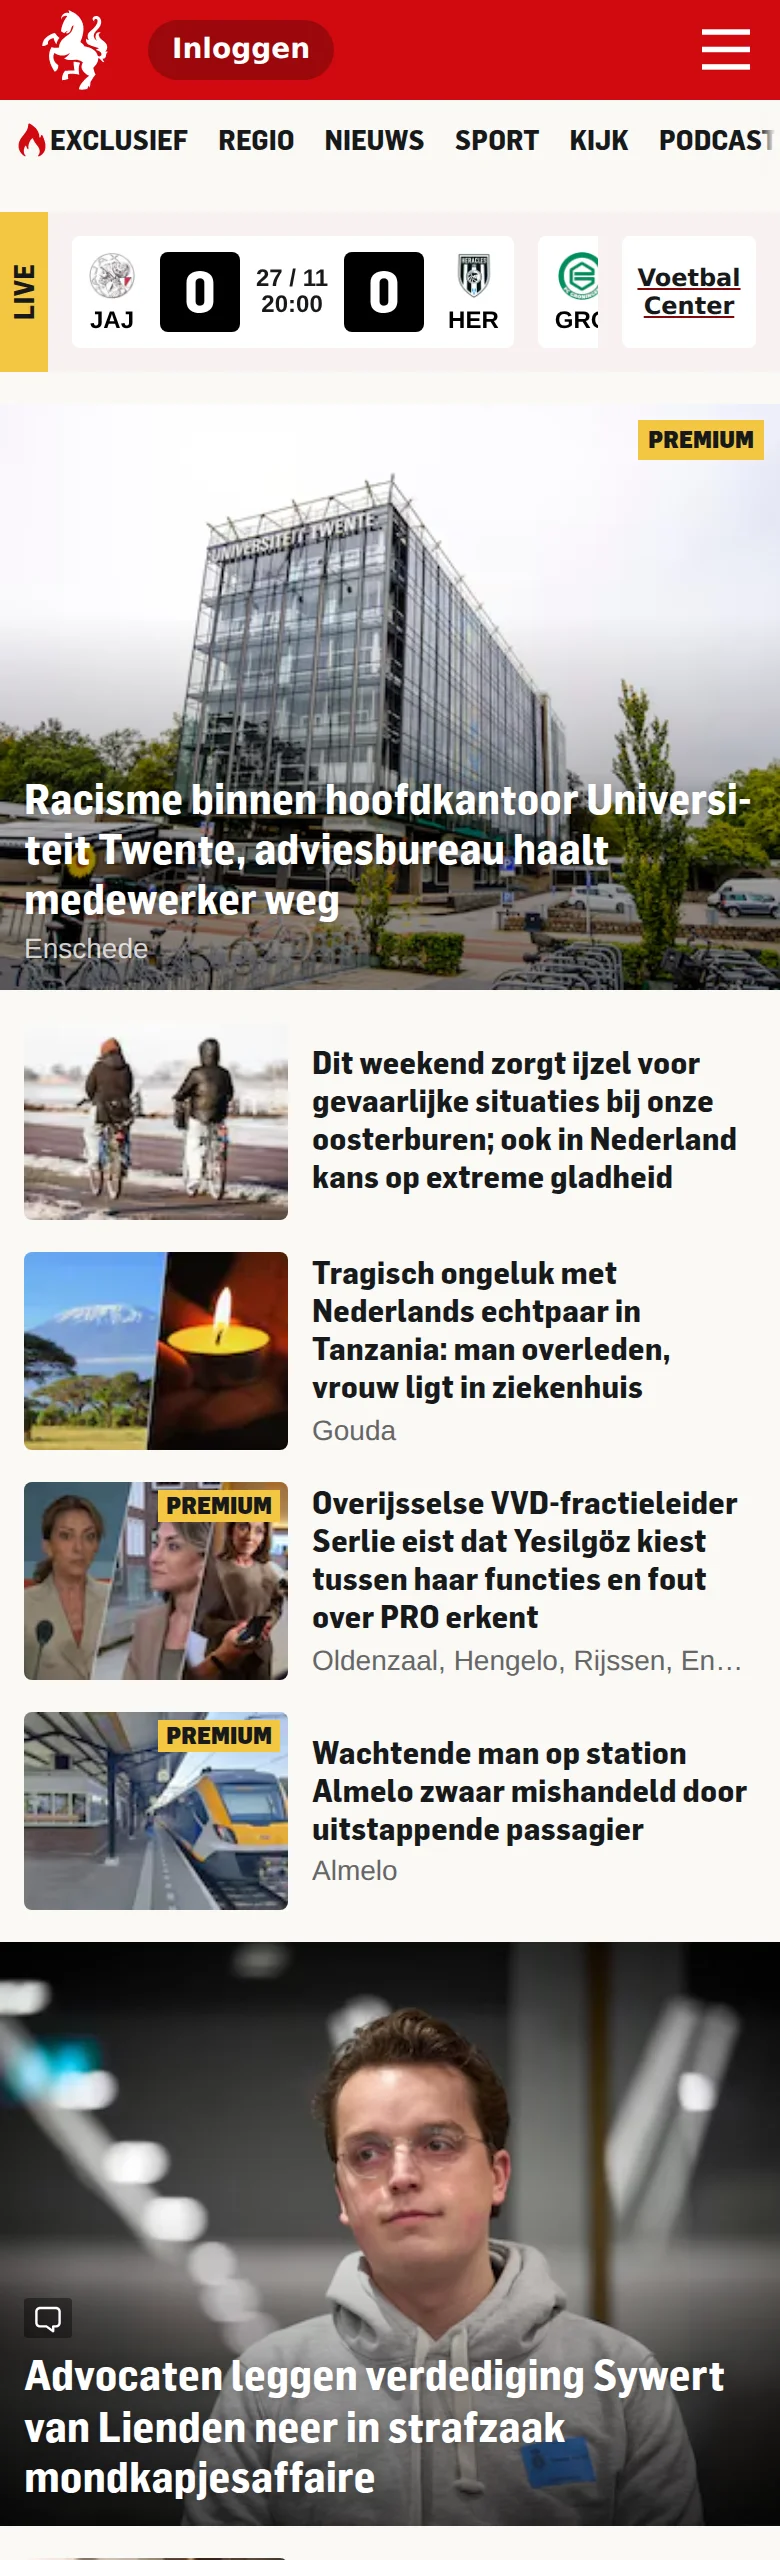 Inloggen
EXCLUSIEF REGIO NIEUWS SPORT KIJK PODCAST
LIVE
JAJ
0
27 / 11
20:00
0
HERACLES
HER
GRO
Voetbal
Center
PREMIUM
UNIVERSITEIT TWENTE
Racisme binnen hoofdkantoor Universi-
teit Twente, adviesbureau haalt
medewerker weg
Enschede
Dit weekend zorgt ijzel voor
gevaarlijke situaties bij onze
oosterburen; ook in Nederland
kans op extreme gladheid
Tragisch ongeluk met
Nederlands echtpaar in
Tanzania: man overleden,
vrouw ligt in ziekenhuis
Gouda
PREMIUM
Overijsselse VVD-fractieleider
Serlie eist dat Yesilgöz kiest
tussen haar functies en fout
over PRO erkent
Oldenzaal, Hengelo, Rijssen, En…
PREMIUM
Wachtende man op station
Almelo zwaar mishandeld door
uitstappende passagier
Almelo
Advocaten leggen verdediging Sywert
van Lienden neer in strafzaak
mondkapjesaffaire